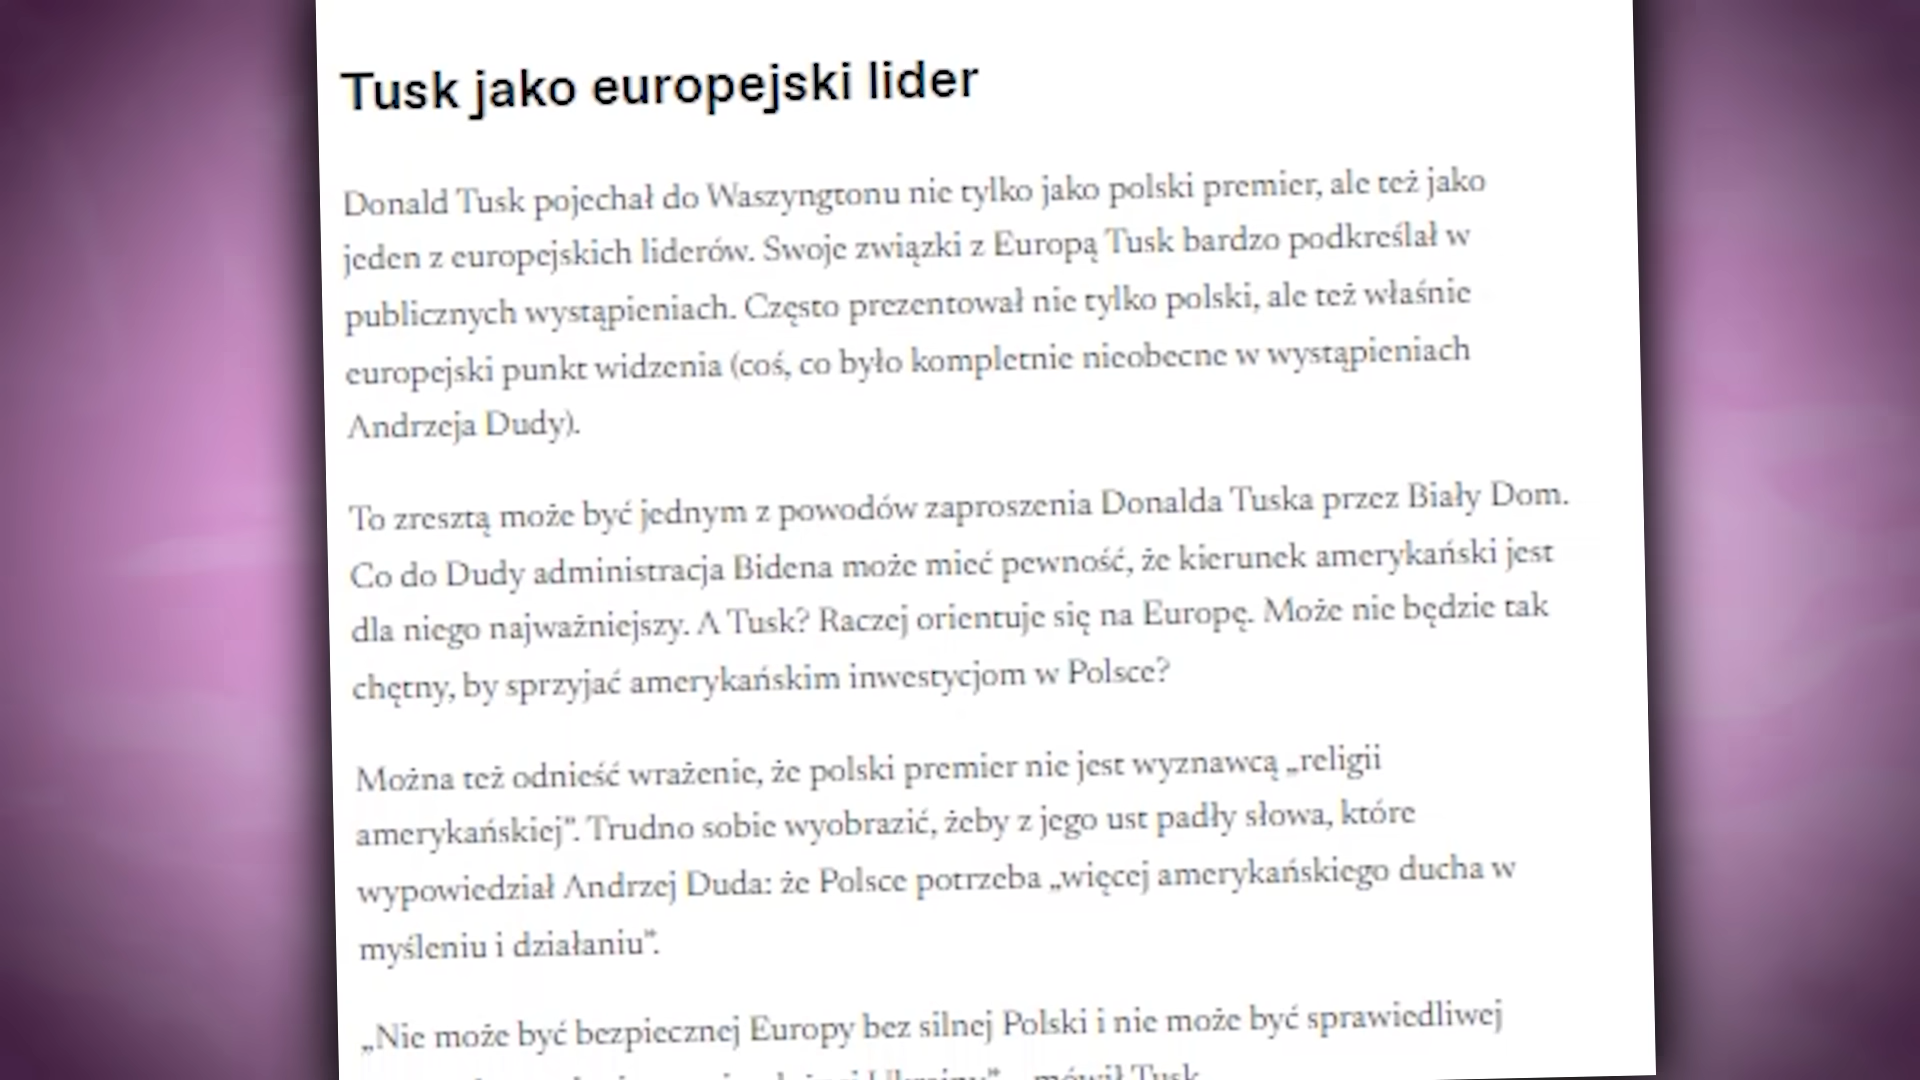 Tusk jako europejski lider
Donald Tusk pojechał do Waszyngtonu nie tylko jako polski premier, ale też jako
jeden z europejskich liderów. Swoje związki z Europą Tusk bardzo podkreślał w
publicznych wystąpieniach. Często prezentował nie tylko polski, ale też właśnie
europejski punkt widzenia (coś, co było kompletnie nieobecne w wystąpieniach
Andrzeja Dudy).
To zresztą może być jednym z powodów zaproszenia Donalda Tuska przez Biały Dom.
Co do Dudy administracja Bidena może mieć pewność, że kierunek amerykański jest
dla niego najważniejszy. A Tusk? Raczej orientuje się na Europę. Może nie będzie tak
chętny, by sprzyjać amerykańskim inwestycjom w Polsce?
Można też odnieść wrażenie, że polski premier nie jest wyznawcą „religii
amerykańskiej”. Trudno sobie wyobrazić, żeby z jego ust padły słowa, które
wypowiedział Andrzej Duda: że Polsce potrzeba „więcej amerykańskiego ducha w
myśleniu i działaniu”.
„Nie może być bezpiecznej Europy bez silnej Polski i nie może być sprawiedliwej
Ukrainy” – mówił Tusk